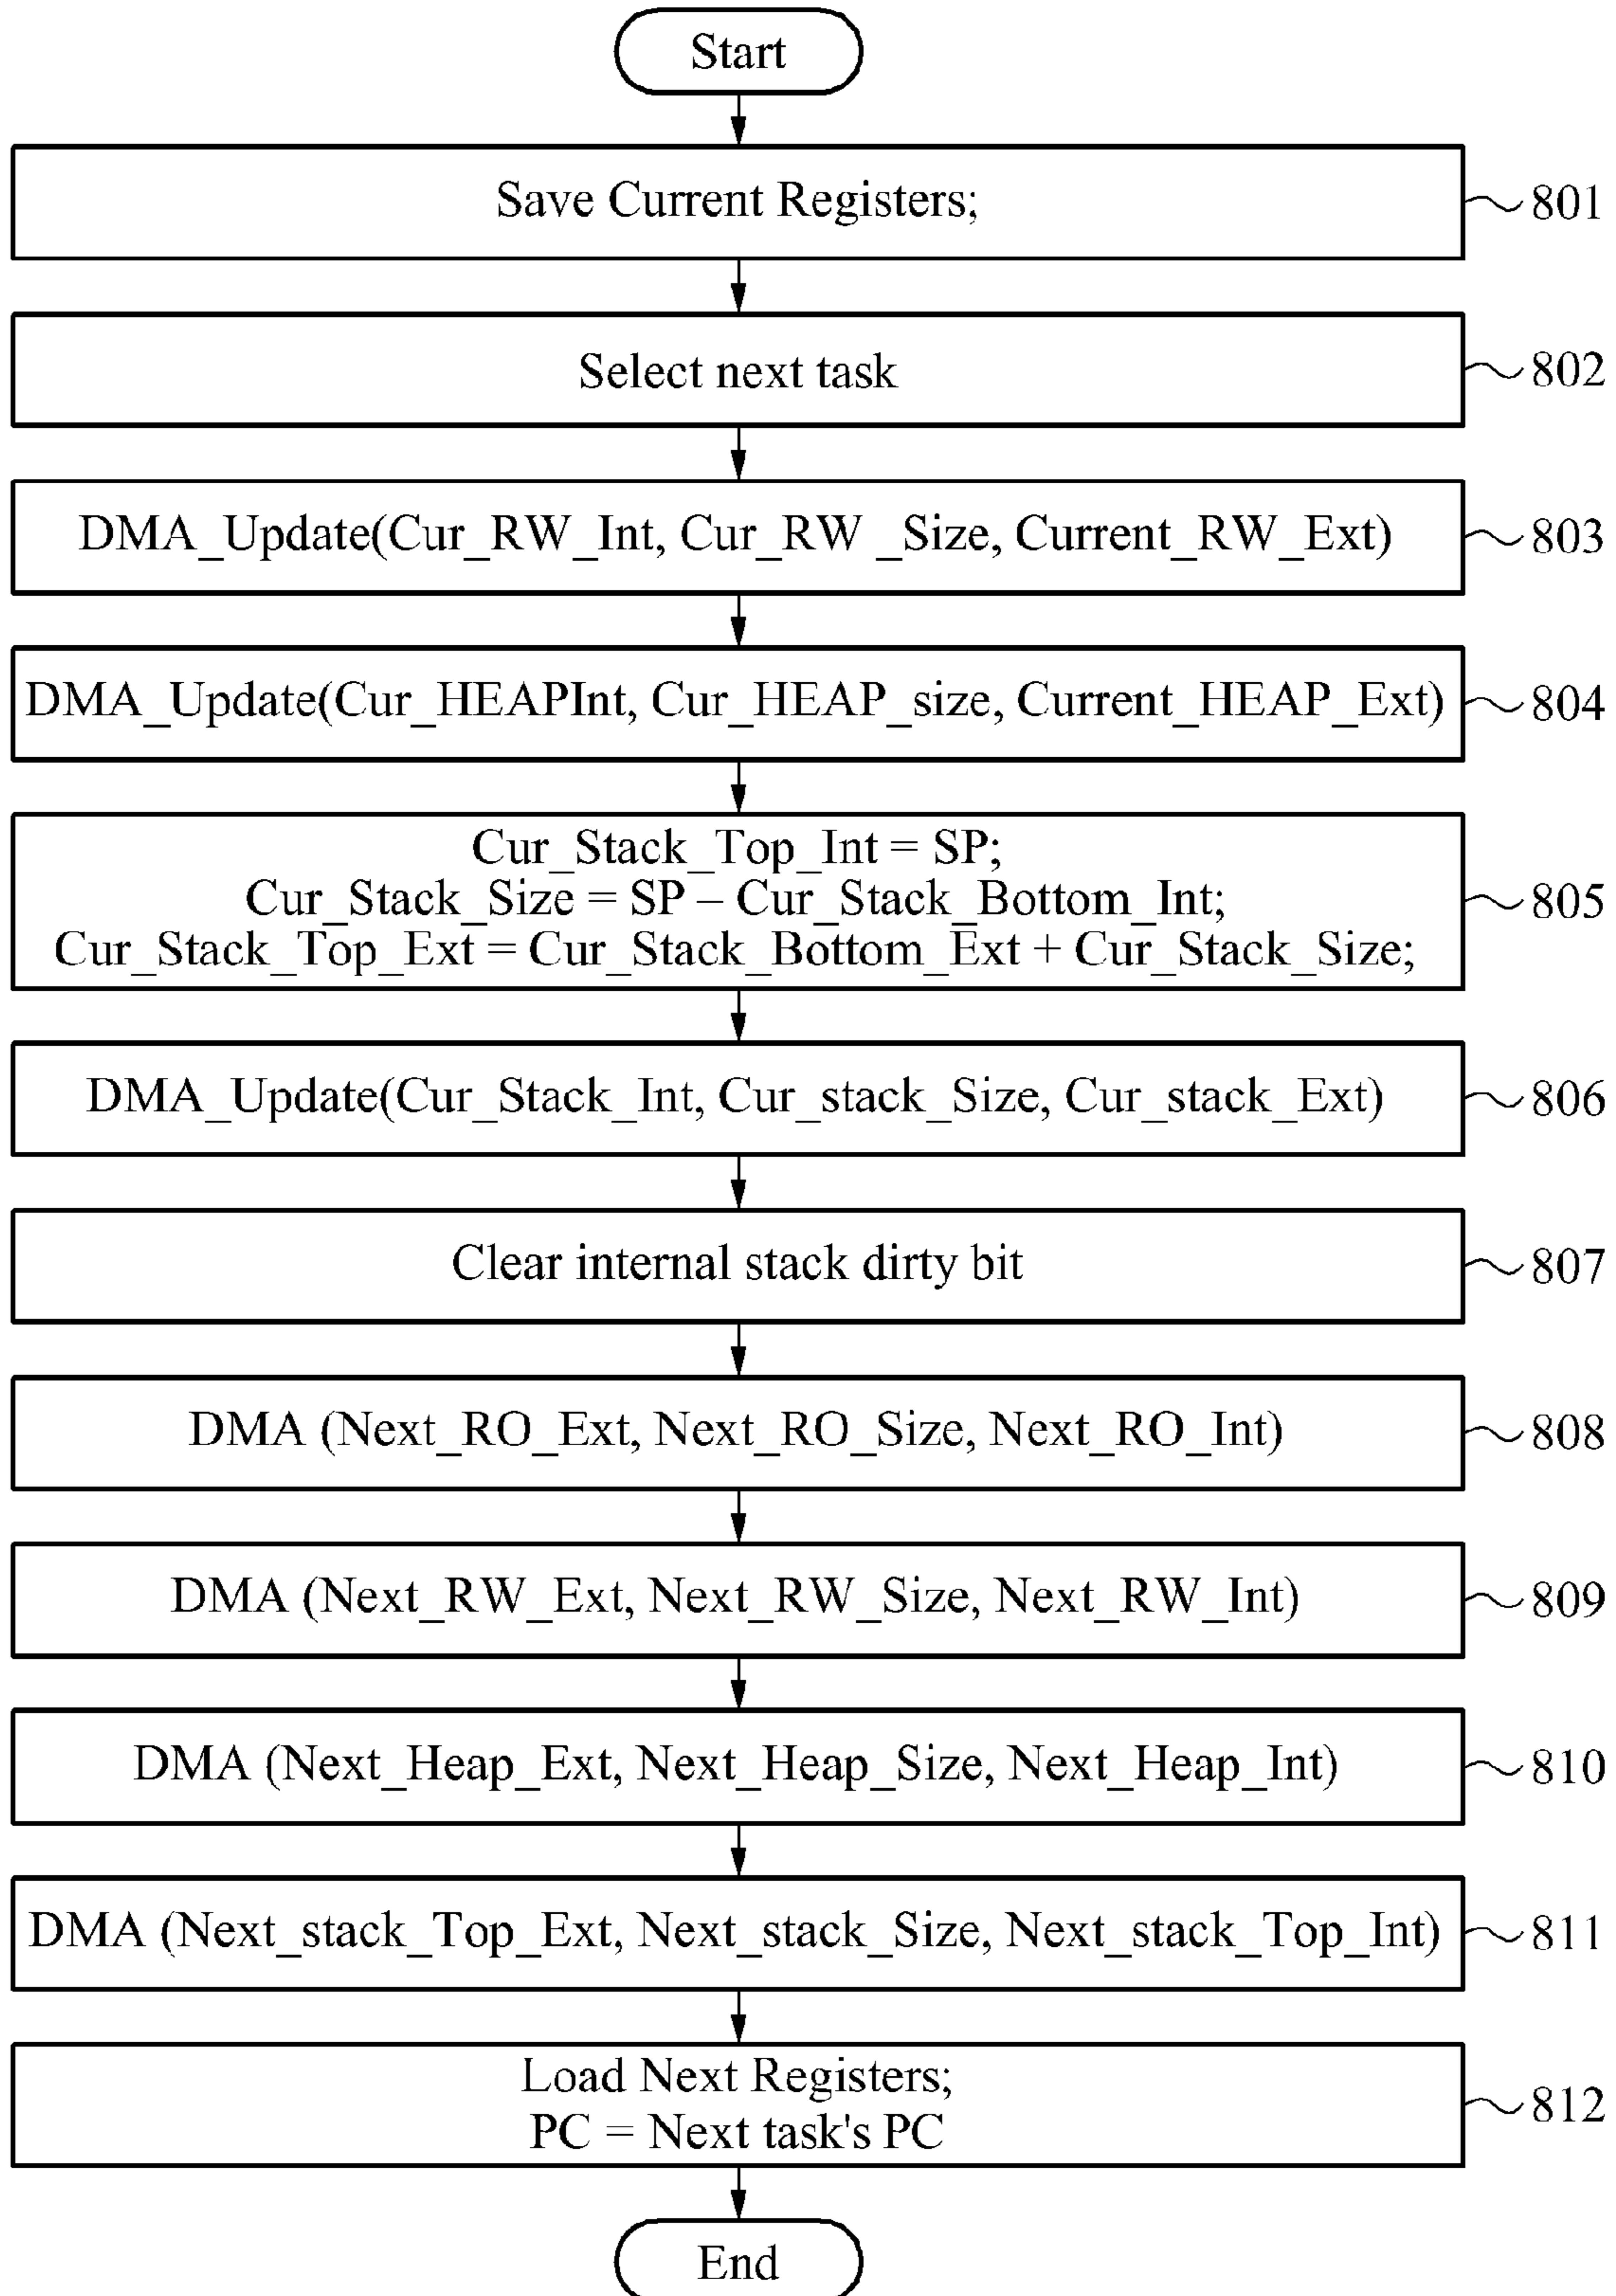 Start
Save Current Registers;
801
Select next task
802
DMA_Update(Cur_RW_Int, Cur_RW _Size, Current_RW_Ext)
803
DMA_Update(Cur_HEAPInt, Cur_HEAP_size, Current_HEAP_Ext)
804
Cur_Stack_Top_Int = SP;
Cur_Stack_Size = SP – Cur_Stack_Bottom_Int;
Cur_Stack_Top_Ext = Cur_Stack_Bottom_Ext + Cur_Stack_Size;
805
DMA_Update(Cur_Stack_Int, Cur_stack_Size, Cur_stack_Ext)
806
Clear internal stack dirty bit
807
DMA (Next_RO_Ext, Next_RO_Size, Next_RO_Int)
808
DMA (Next_RW_Ext, Next_RW_Size, Next_RW_Int)
809
DMA (Next_Heap_Ext, Next_Heap_Size, Next_Heap_Int)
810
DMA (Next_stack_Top_Ext, Next_stack_Size, Next_stack_Top_Int)
811
Load Next Registers;
PC = Next task's PC
812
End